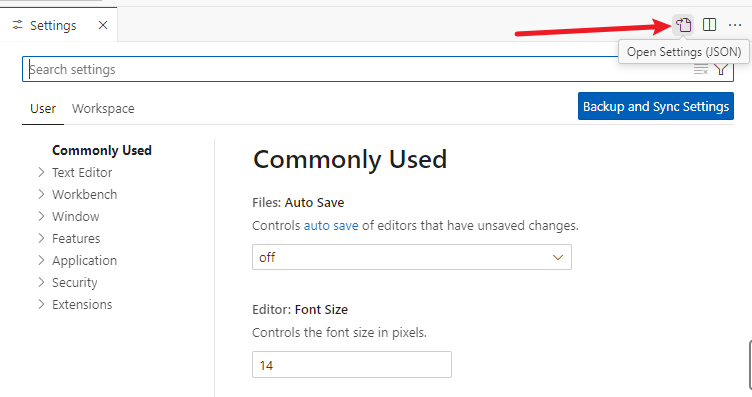 Settings
Open Settings (JSON)
Search settings
User Workspace Backup and Sync Settings
Commonly Used
Text Editor
Workbench
Window
Features
Application
Security
Extensions
Commonly Used
Files: Auto Save
Controls auto save of editors that have unsaved changes.
off
Editor: Font Size
Controls the font size in pixels.
14